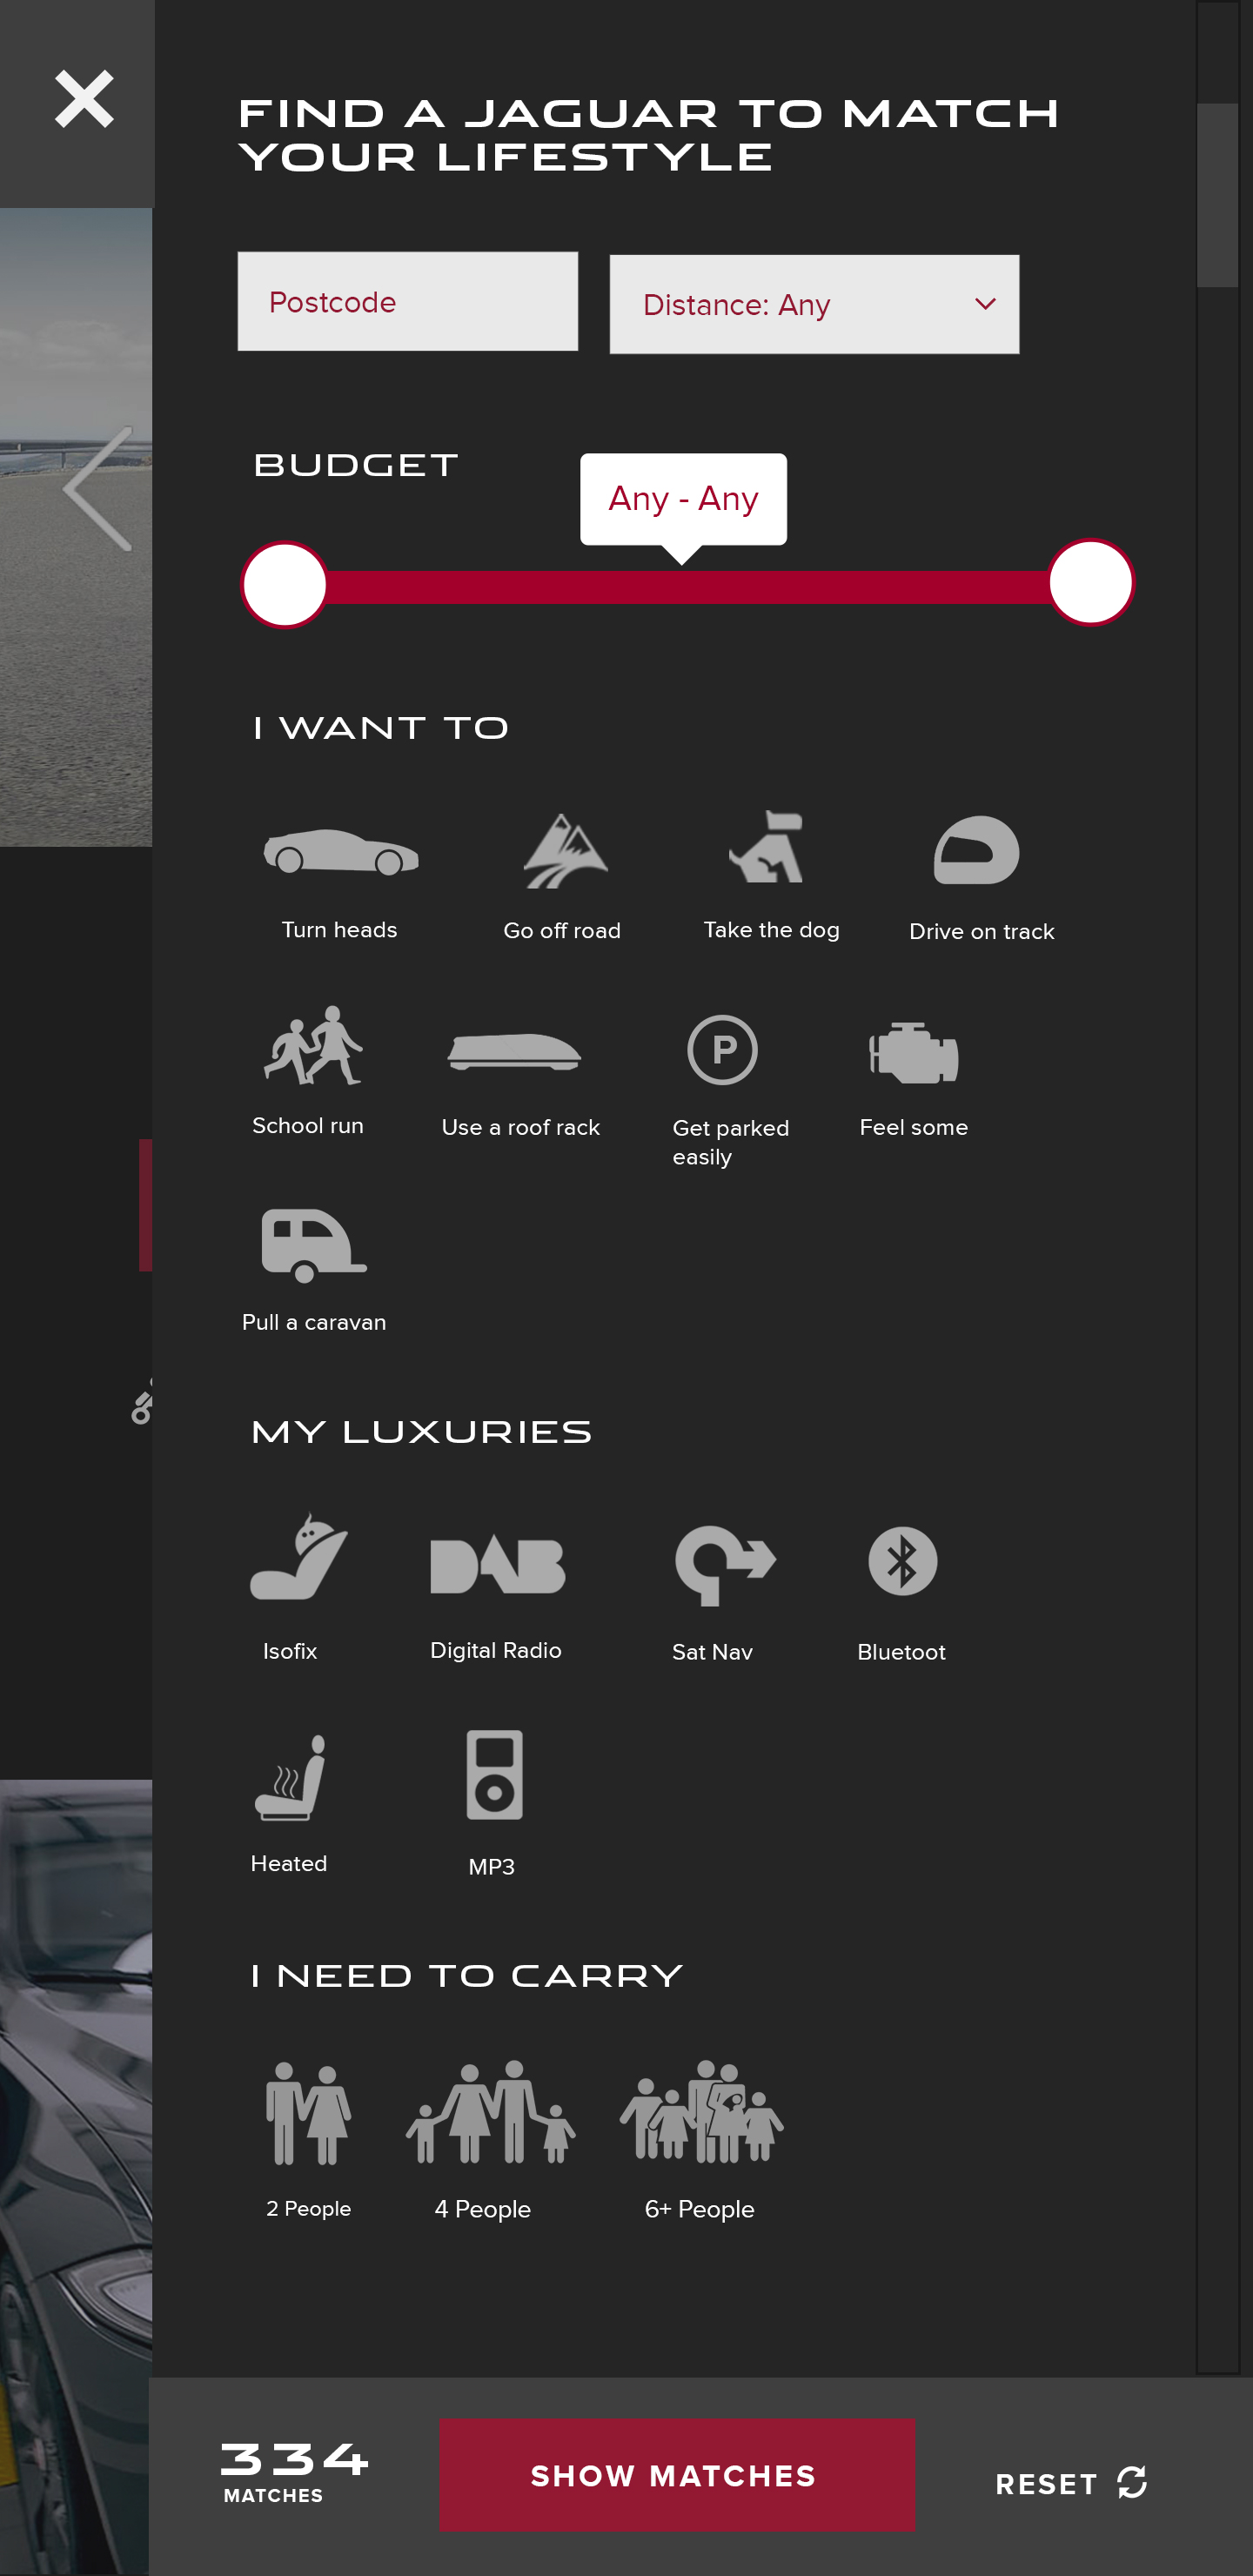 FIND A JAGUAR TO MATCH
YOUR LIFESTYLE
Postcode
Distance: Any
BUDGET
Any - Any
I WANT TO
Turn heads
Go off road
Take the dog
Drive on track
P
School run
Use a roof rack
Get parked
easily
Feel some
Pull a caravan
MY LUXURIES
DAB
Isofix
Digital Radio
Sat Nav
Bluetoot
Heated
MP3
I NEED TO CARRY
2 People
4 People
6+ People
334
MATCHES
SHOW MATCHES
RESET